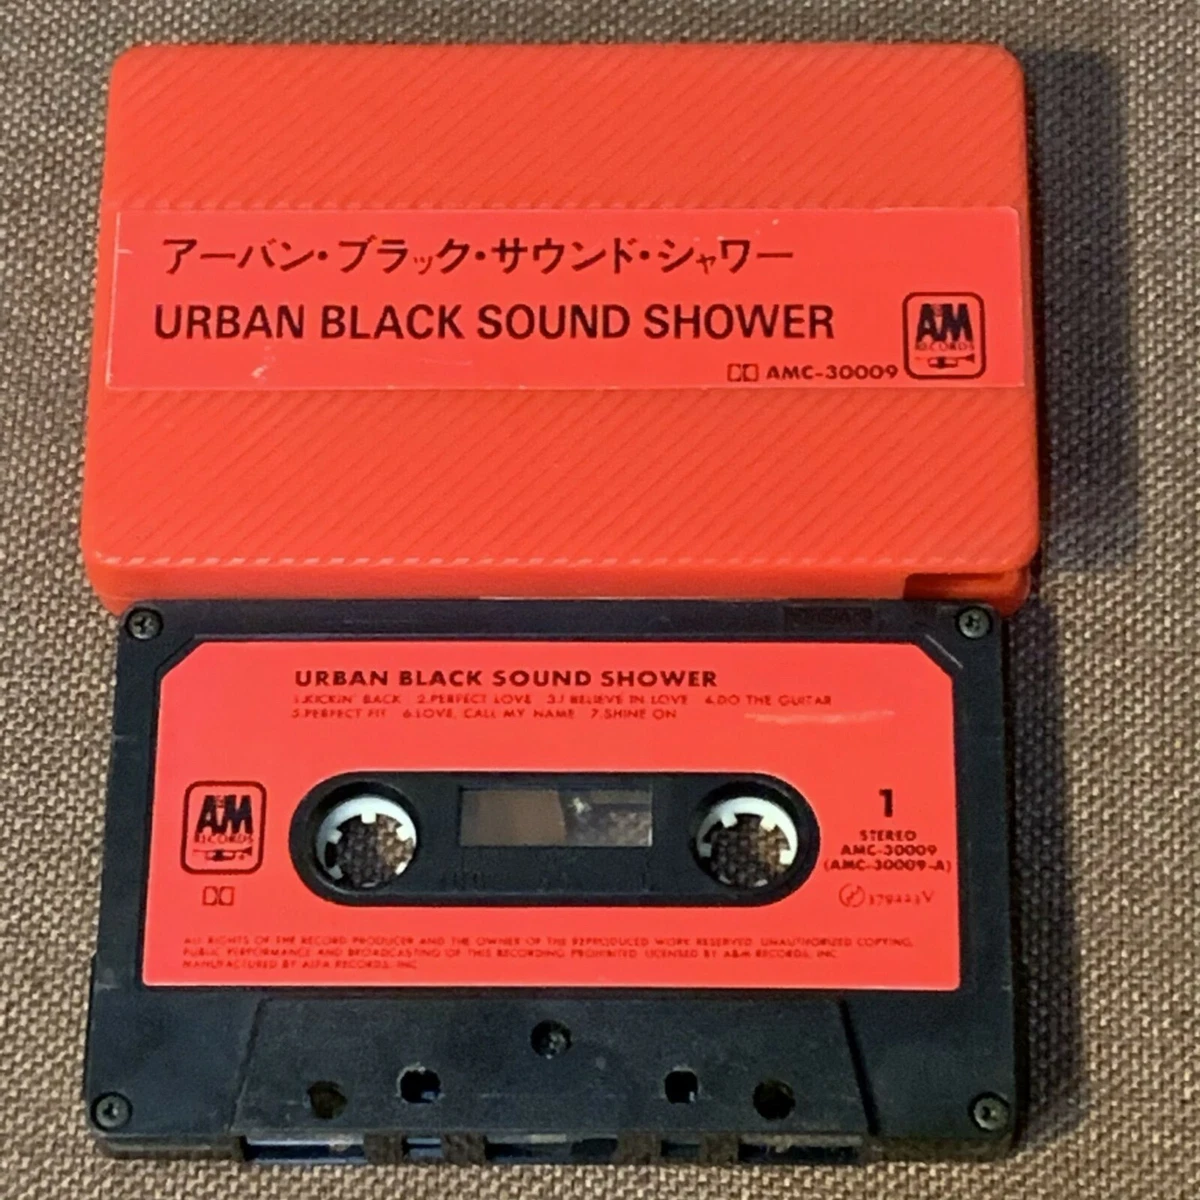 アーバン・ブラック・サウンド・シャワー
URBAN BLACK SOUND SHOWER
A&M
RECORDS
AMC-30009
URBAN BLACK SOUND SHOWER
1.KICKIN' BACK 2.PERFECT LOVE 3.I BELIEVE IN LOVE 4.DO THE GUITAR
5.PERFECT FIT 6.LOVE, CALL MY NAME 7.SHINE ON
A&M
RECORDS
1
STEREO
AMC-30009
(AMC-30009-A)
ALL RIGHTS OF THE RECORD PRODUCER AND THE OWNER OF THE REPRODUCED WORK RESERVED. UNAUTHORIZED COPYING,
PUBLIC PERFORMANCE AND BROADCASTING OF THIS RECORDING PROHIBITED. LICENSED BY A&M RECORDS, INC.
MANUFACTURED BY ALFA RECORDS, INC.